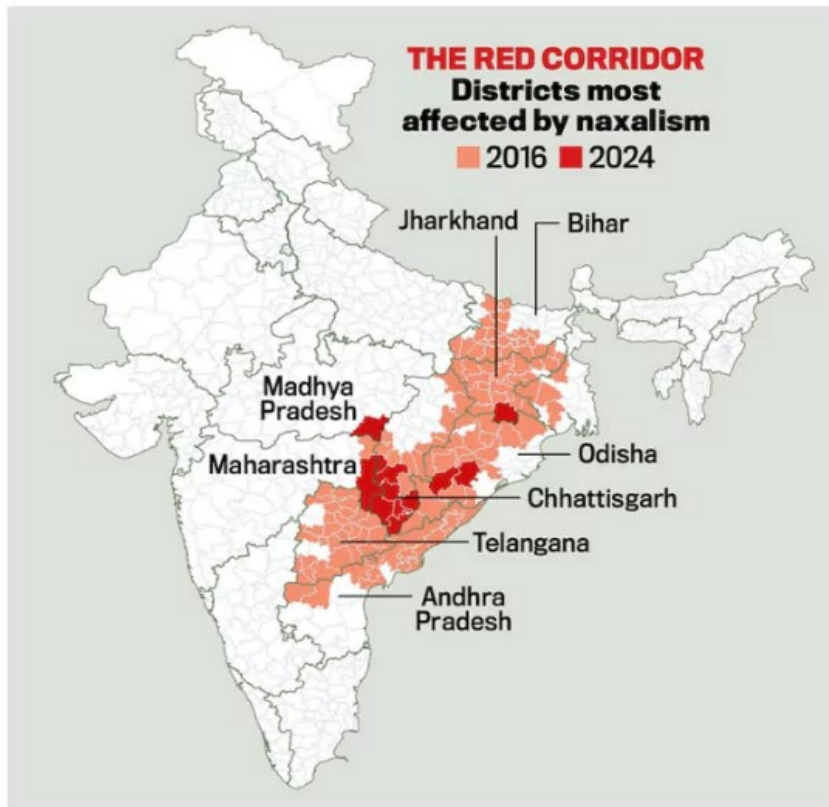 THE RED CORRIDOR
Districts most
affected by naxalism
2016 2024
Jharkhand
Bihar
Madhya
Pradesh
Maharashtra
Odisha
Chhattisgarh
Telangana
Andhra
Pradesh